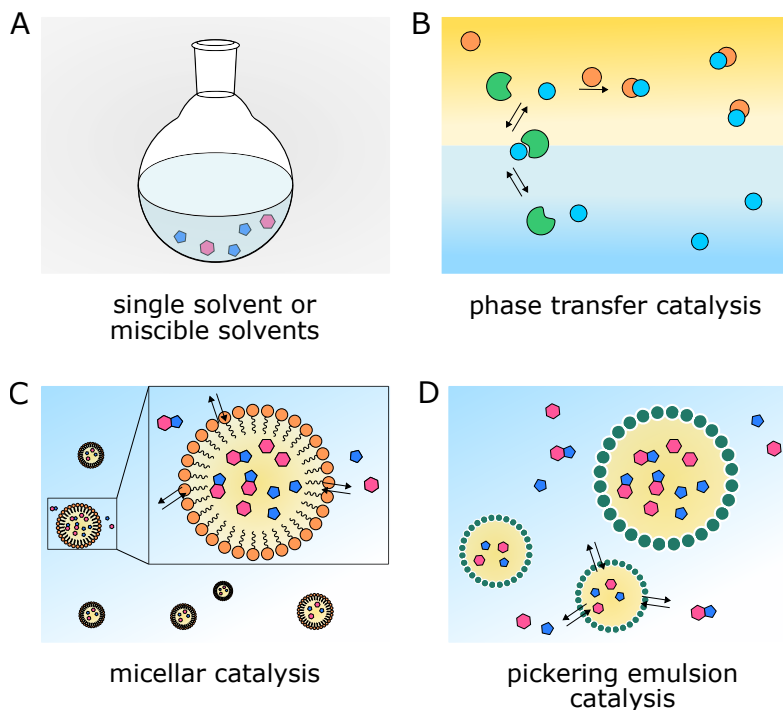 A
single solvent or
miscible solvents
B
phase transfer catalysis
C
micellar catalysis
D
pickering emulsion
catalysis